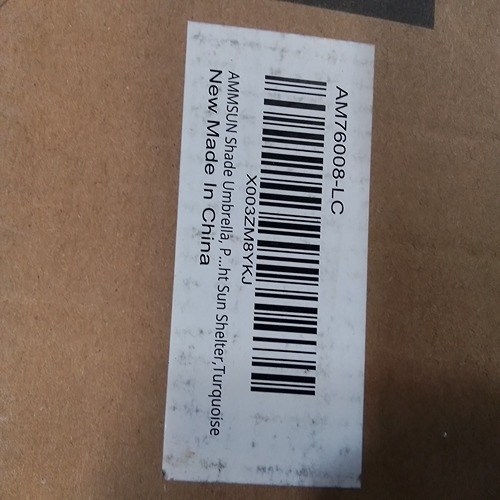 AM76008-LC
X003ZM8YKJ
AMMSUN Shade Umbrella, P...ht Sun Shelter,Turquoise
New Made In China